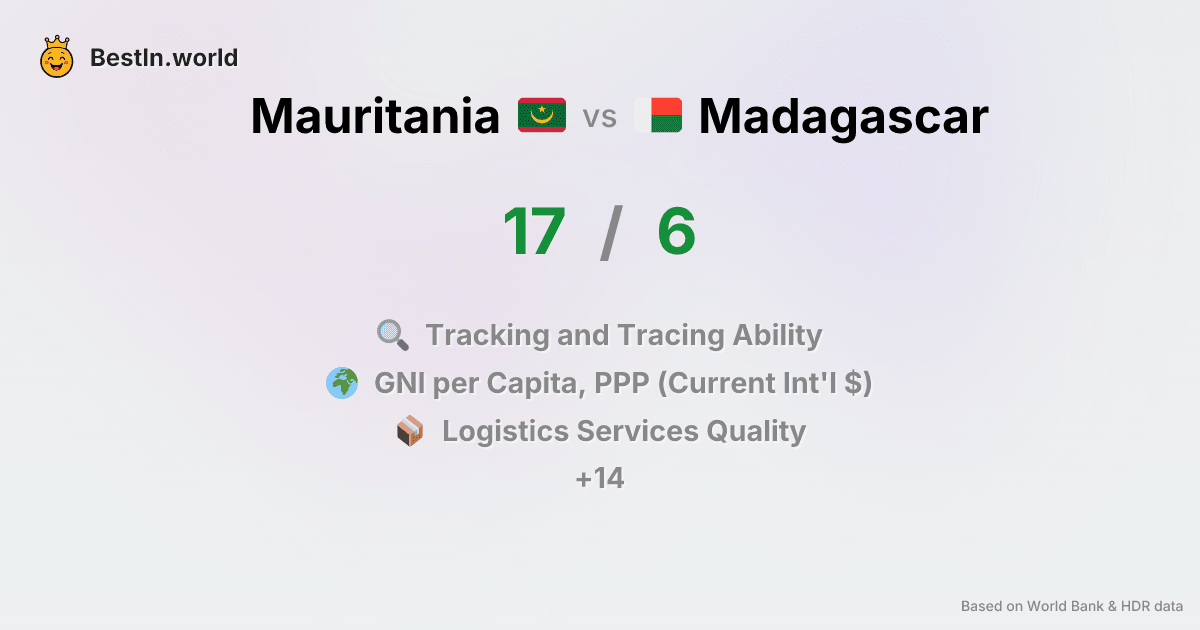 BestIn.world
Mauritania vs Madagascar
17 / 6
Tracking and Tracing Ability
GNI per Capita, PPP (Current Int'l $)
Logistics Services Quality
+14
Based on World Bank & HDR data